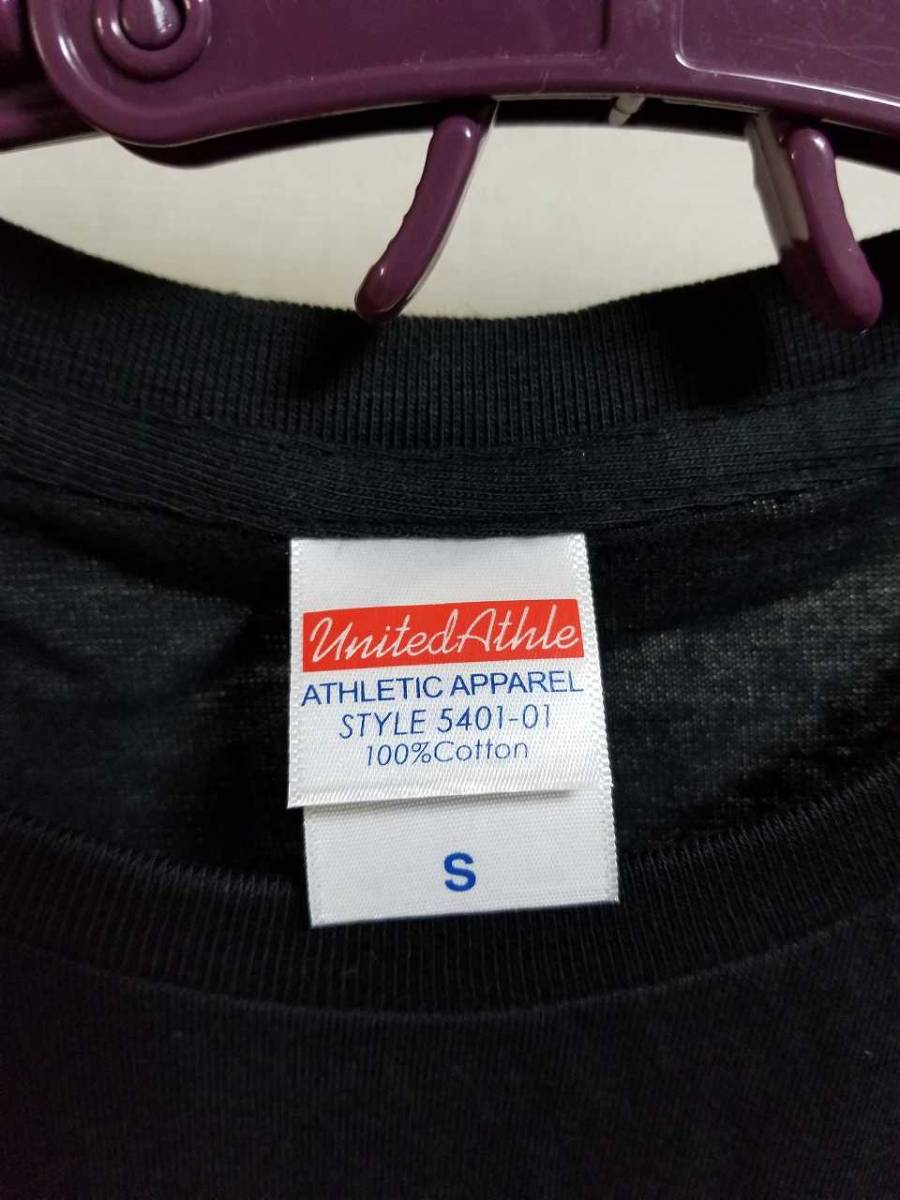 UnitedAthle
ATHLETIC APPAREL
STYLE 5401-01
100%Cotton
S